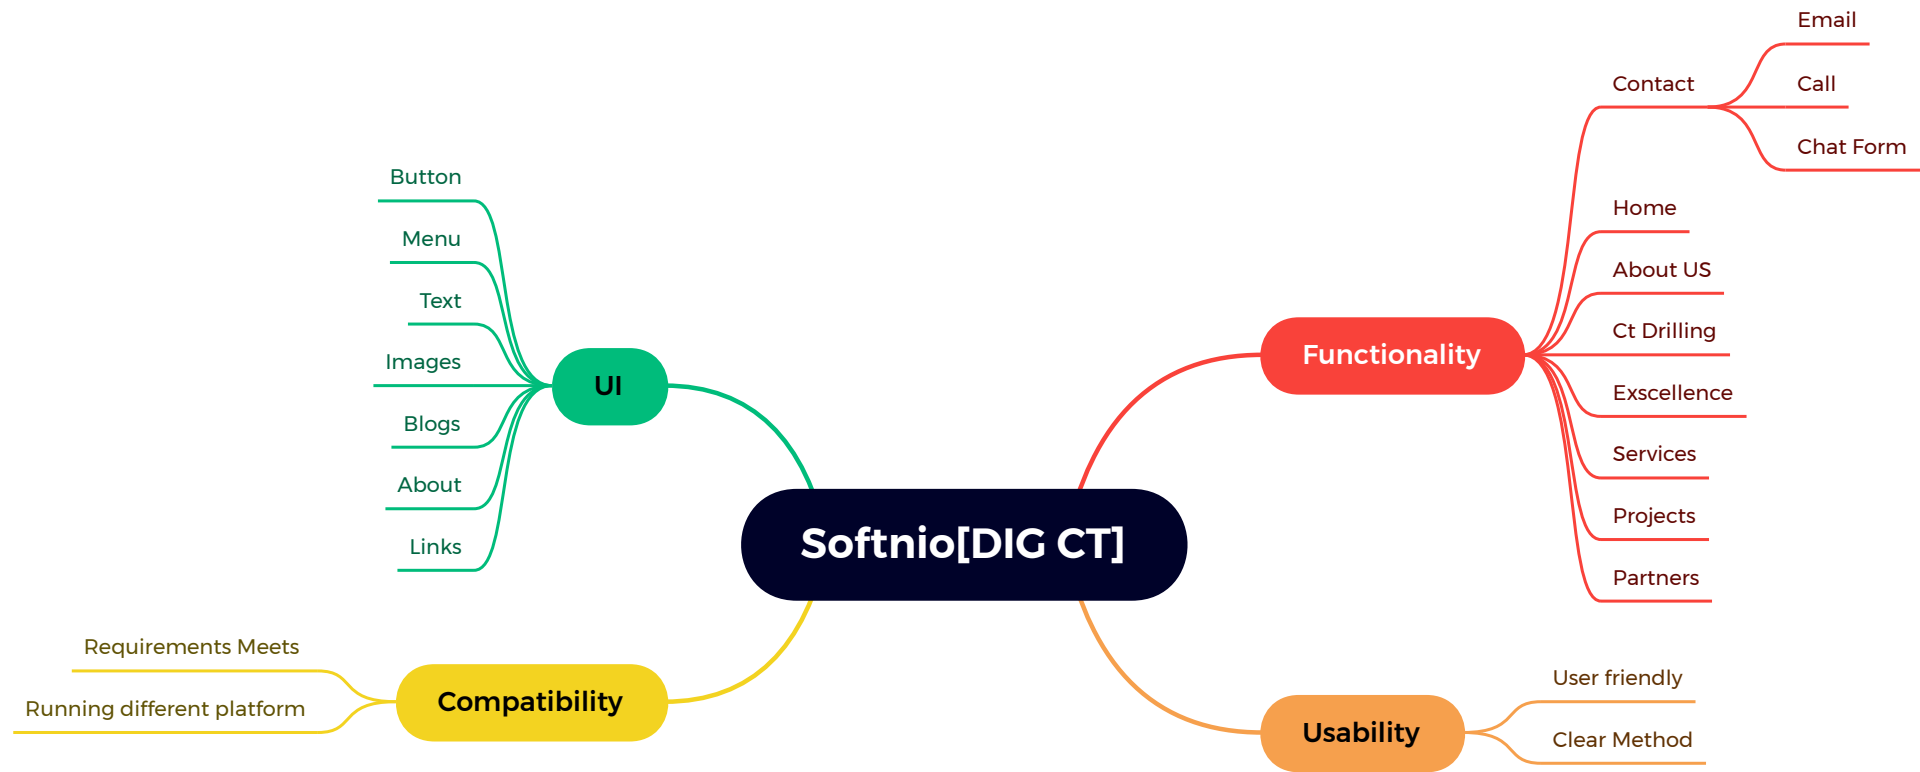 Softnio[DIG CT]
Functionality
Contact
Email
Call
Chat Form
Home
About US
Ct Drilling
Exscellence
Services
Projects
Partners
Usability
User friendly
Clear Method
UI
Button
Menu
Text
Images
Blogs
About
Links
Compatibility
Requirements Meets
Running different platform